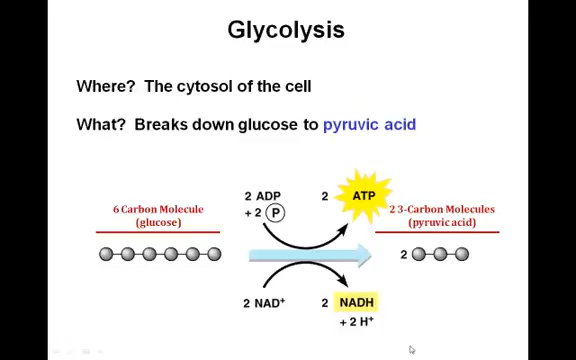 Glycolysis
Where? The cytosol of the cell
What? Breaks down glucose to pyruvic acid
6 Carbon Molecule
(glucose)
2 ADP
+ 2 P
2 ATP
2 3-Carbon Molecules
(pyruvic acid)
2
2 NAD⁺
2 NADH
+ 2 H⁺